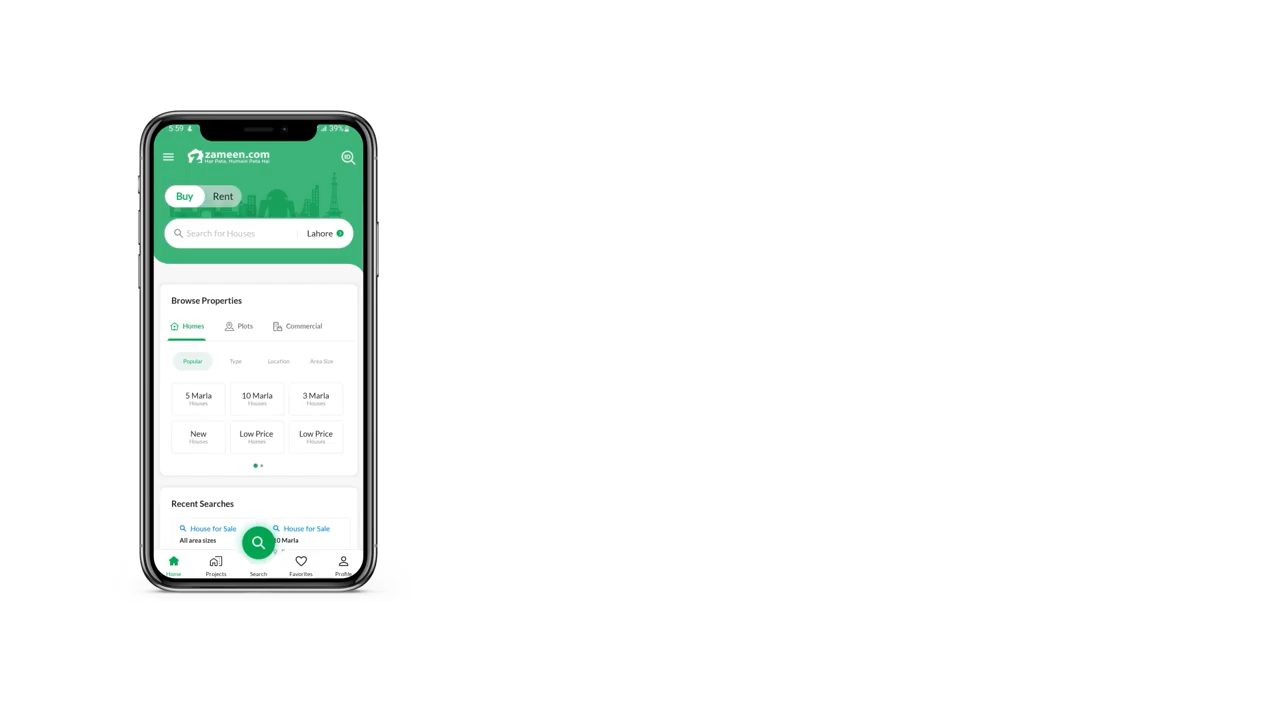 5:59
39%
zameen.com
Har Pata, Humein Pata Hai
ID
Buy Rent
Search for Houses Lahore
Browse Properties
Homes Plots Commercial
Popular Type Location Area Size
5 Marla 10 Marla 3 Marla
Houses Houses Houses
New Low Price Low Price
Houses Homes Houses
Recent Searches
House for Sale House for Sale
All area sizes 10 Marla
Home Projects Search Favorites Profile